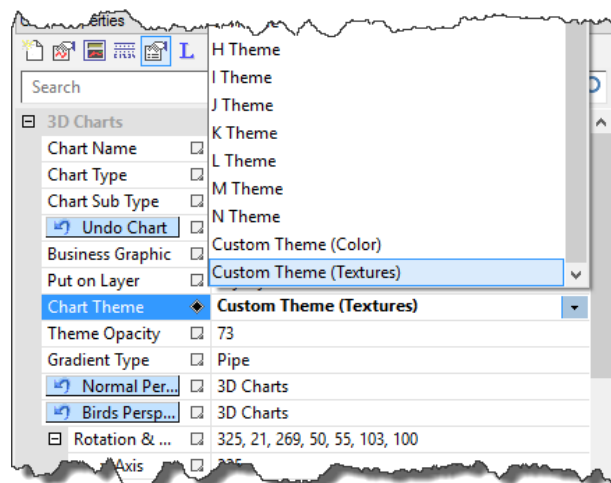 erties
L
H Theme
I Theme
Search
J Theme
3D Charts
K Theme
Chart Name
L Theme
Chart Type
M Theme
Chart Sub Type
N Theme
Undo Chart
Custom Theme (Color)
Business Graphic
Custom Theme (Textures)
Put on Layer
Chart Theme Custom Theme (Textures)
Theme Opacity 73
Gradient Type Pipe
Normal Per... 3D Charts
Birds Persp... 3D Charts
Rotation & ... 325, 21, 269, 50, 55, 103, 100
Axis